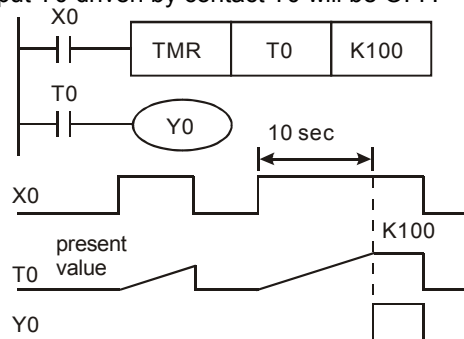 put Y0 driven by contact T0 will be OFF.
X0
TMR T0 K100
T0
Y0
10 sec
X0
K100
present
T0 value
Y0